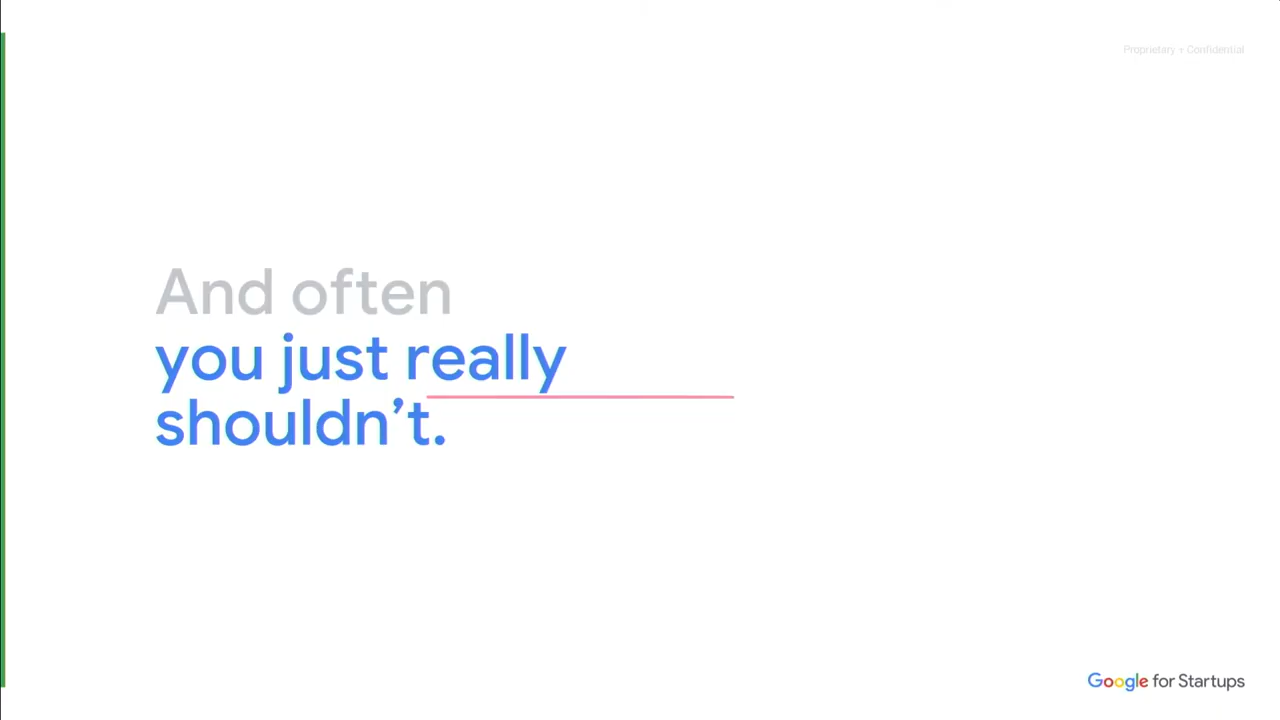 Proprietary + Confidential
And often
you just really
shouldn’t.
Google for Startups